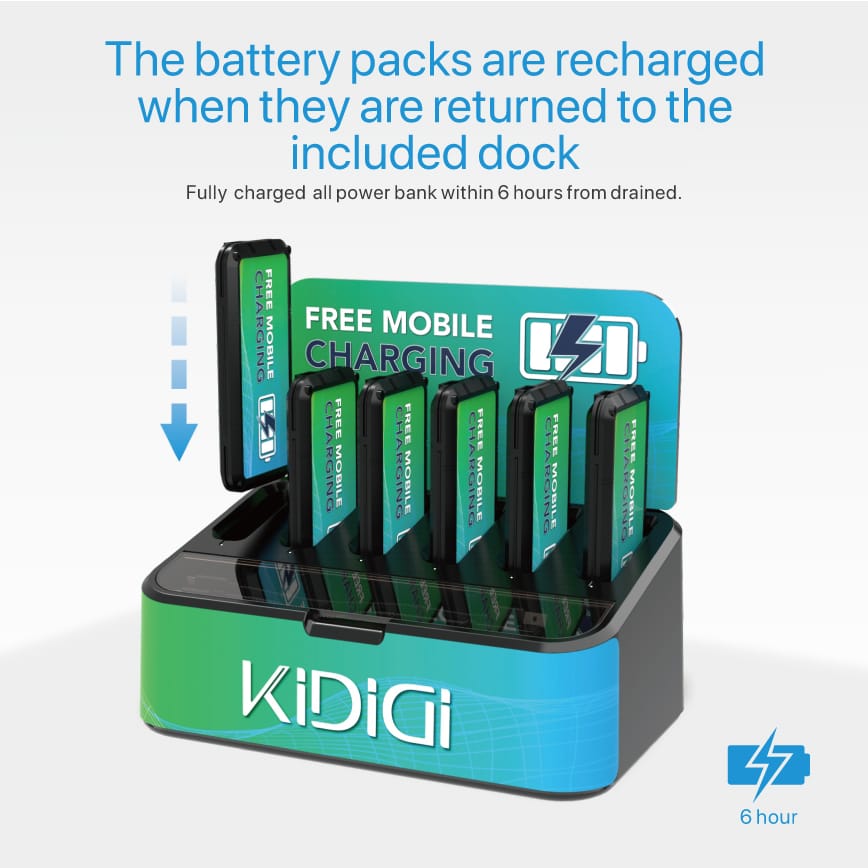 The battery packs are recharged
when they are returned to the
included dock
Fully charged all power bank within 6 hours from drained.
FREE MOBILE
CHARGING
FREE MOBILE
CHARGING
FREE MOBILE
CHARGING
FREE MOBILE
CHARGING
FREE MOBILE
CHARGING
FREE MOBILE
CHARGING
FREE MOBILE
CHARGING
KiDiGi
6 hour